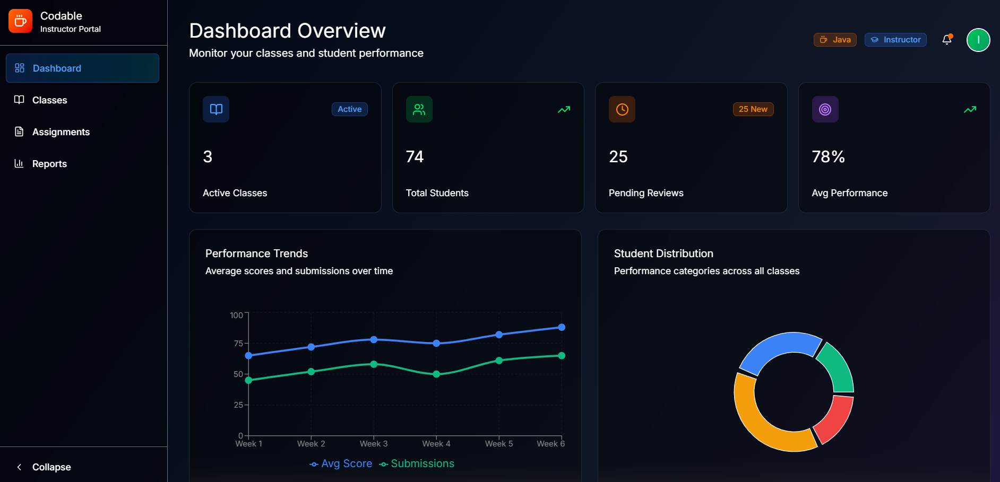 Codable
Instructor Portal
Dashboard
Classes
Assignments
Reports
Collapse
Dashboard Overview
Monitor your classes and student performance
Java
Instructor
I
Active
3
Active Classes
74
Total Students
25 New
25
Pending Reviews
78%
Avg Performance
Performance Trends
Average scores and submissions over time
100
75
50
25
0
Week 1 Week 2 Week 3 Week 4 Week 5 Week 6
Avg Score Submissions
Student Distribution
Performance categories across all classes